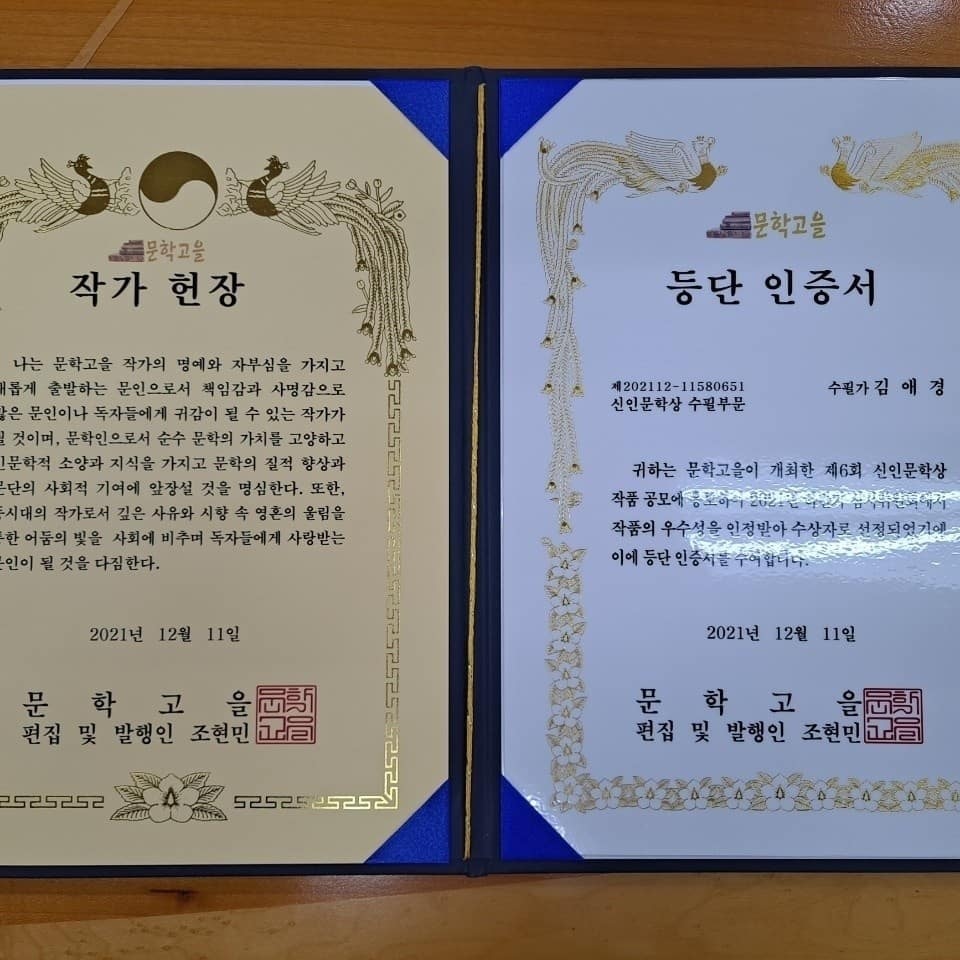 문학고을
작가 헌장
나는 문학고을 작가의 명예와 자부심을 가지고
출발하는 문인으로서 책임감과 사명감으로
문인이나 독자들에게 귀감이 될 수 있는 작가가
것이며, 문학인으로서 순수 문학의 가치를 고양하고
소양과 지식을 가지고 문학의 질적 향상과
사회적 기여에 앞장설 것을 명심한다. 또한,
작가로서 깊은 사유와 시향 속 영혼의 울림을
어둠의 빛을 사회에 비추며 독자들에게 사랑받는
될 것을 다짐한다.
2021년 12월 11일
문 학 고 을
편집 및 발행인 조현민
문학고을
등단 인증서
제202112-11580651
수필가 김 애 경
신인문학상 수필부문
귀하는 문학고을이 개최한 제6회 신인문학상
작품 공모에 응모하여 2021년
작품의 우수성을 인정받아 수상자로 선정되었기에
이에 등단 인증서를 수여합니다.
2021년 12월 11일
문 학 고 을
편집 및 발행인 조현민